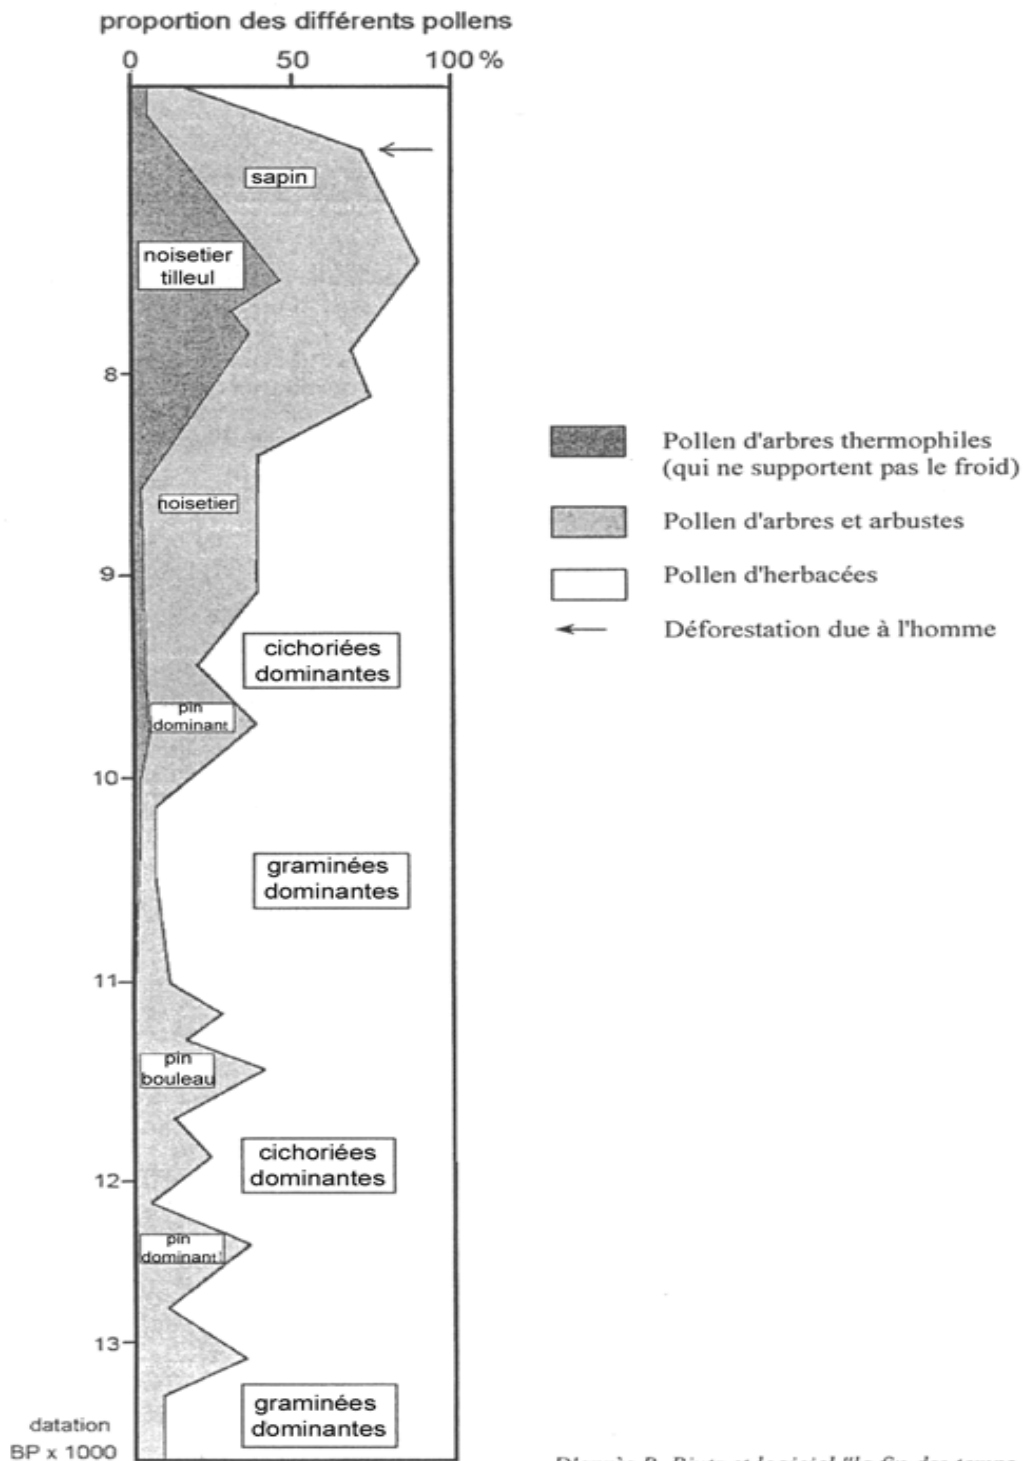 proportion des différents pollens
0 50 100 %
sapin
noisetier
tilleul
8
noisetier
9
cichoriées
dominantes
pin
dominant
10
graminées
dominantes
11
pin
bouleau
cichoriées
dominantes
12
pin
dominant
13
graminées
dominantes
datation
BP x 1000
Pollen d'arbres thermophiles
(qui ne supportent pas le froid)
Pollen d'arbres et arbustes
Pollen d'herbacées
Déforestation due à l'homme